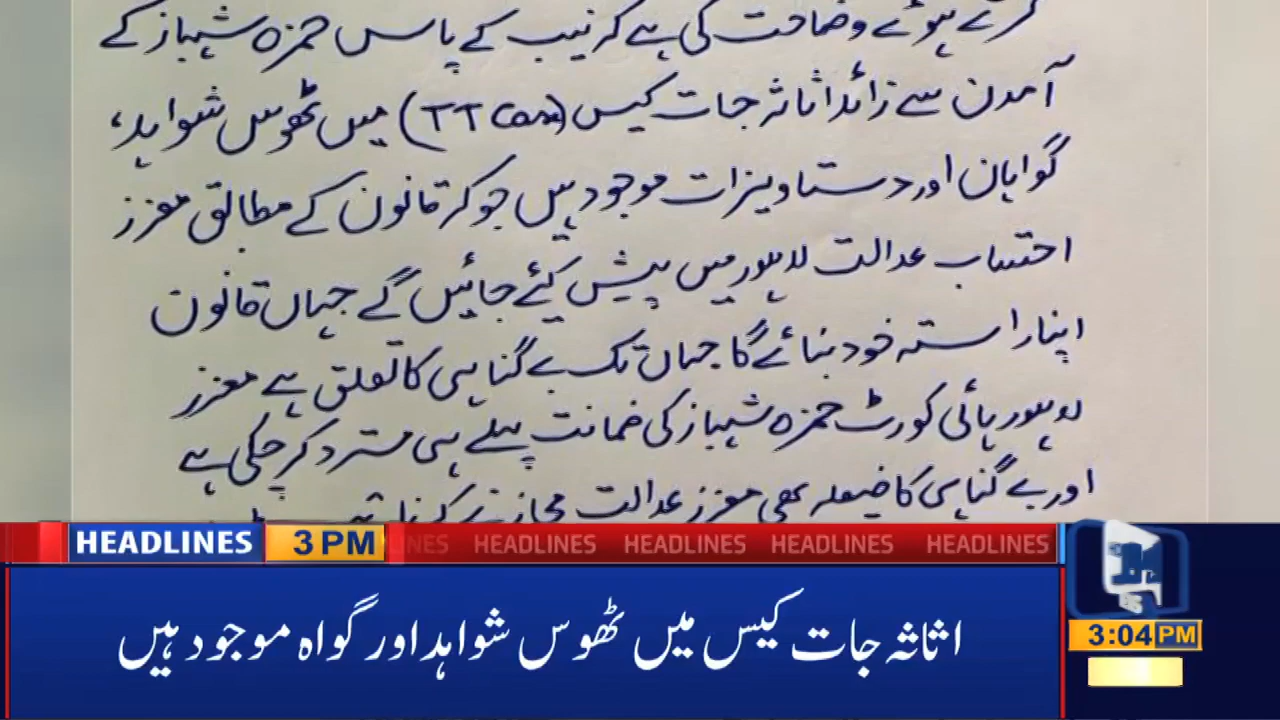 کرتے ہوئے وضاحت کی ہے کہ نیب کے پاس حمزہ شہباز کے
آمدن سے زائد اثاثہ جات کیس (TT Case) میں ٹھوس شواہد،
گواہان اور دستاویزات موجود ہیں جو کہ قانون کے مطابق معزز
احتساب عدالت لاہور میں پیش کیئے جائیں گے جہاں قانون
اپنا راستہ خود بنائے گا جہاں تک بے گناہی کا تعلق ہے معزز
لاہور ہائی کورٹ حمزہ شہباز کی ضمانت پہلے ہی مسترد کر چکی ہے
اور بے گناہی کا فیصلہ بھی معزز عدالت مجاز نے کرنا
HEADLINES 3 PM
HEADLINES HEADLINES HEADLINES HEADLINES
اثاثہ جات کیس میں ٹھوس شواہد اور گواہ موجود ہیں
3:04 PM